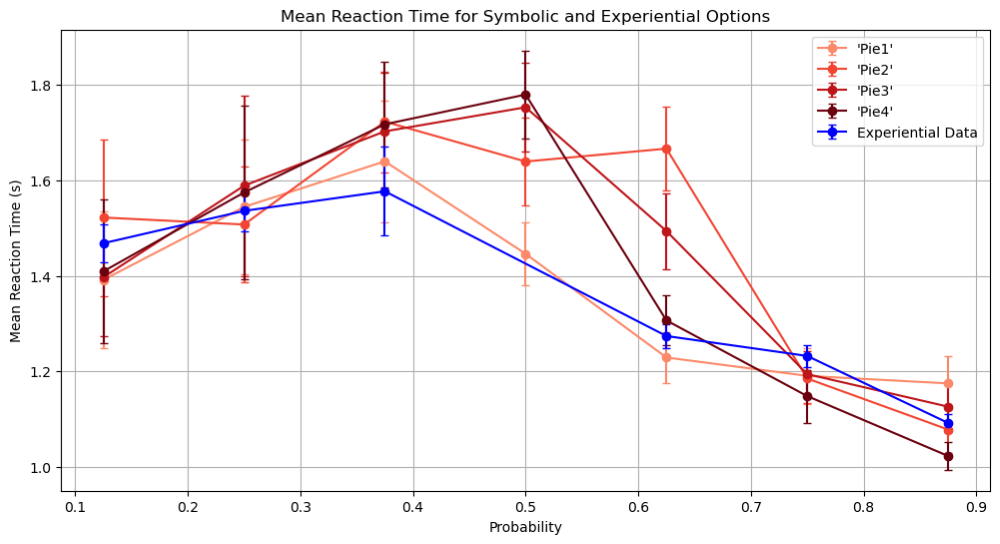 Mean Reaction Time for Symbolic and Experiential Options
'Pie1'
'Pie2'
'Pie3'
'Pie4'
Experiential Data
Mean Reaction Time (s)
1.8
1.6
1.4
1.2
1.0
0.1 0.2 0.3 0.4 0.5 0.6 0.7 0.8 0.9
Probability